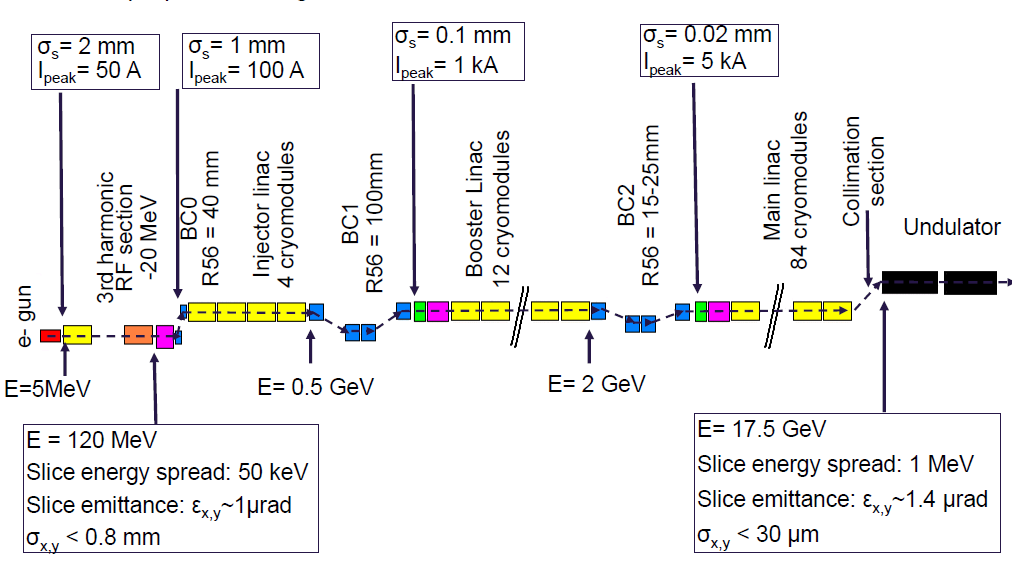 σs= 2 mm
Ipeak= 50 A
σs= 1 mm
Ipeak= 100 A
σs= 0.1 mm
Ipeak= 1 kA
σs= 0.02 mm
Ipeak= 5 kA
e- gun
3rd harmonic
RF section
-20 MeV
BC0
R56 = 40 mm
Injector linac
4 cryomodules
BC1
R56 = 100mm
Booster Linac
12 cryomodules
BC2
R56 = 15-25mm
Main linac
84 cryomodules
Collimation
section
Undulator
E=5MeV
E= 0.5 GeV
E= 2 GeV
E = 120 MeV
Slice energy spread: 50 keV
Slice emittance: εx,y~1μrad
σx,y < 0.8 mm
E= 17.5 GeV
Slice energy spread: 1 MeV
Slice emittance: εx,y~1.4 μrad
σx,y < 30 μm